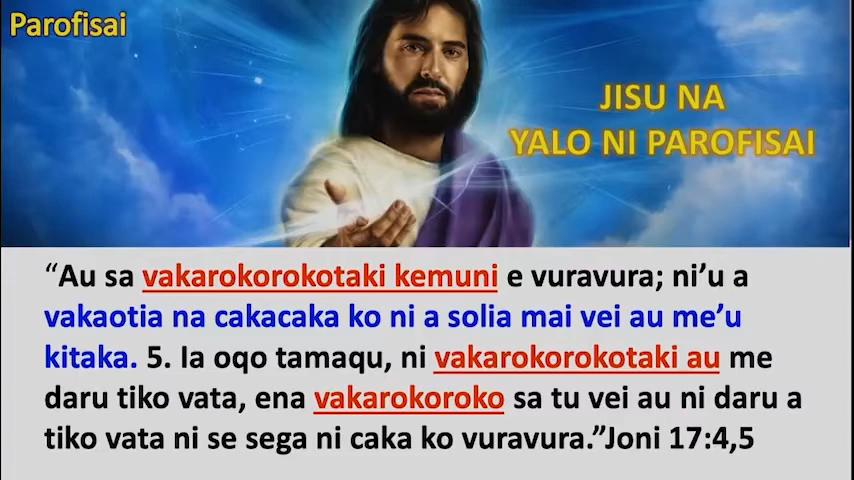 Parofisai
JISU NA
YALO NI PAROFISAI
“Au sa vakarokorokotaki kemuni e vuravura; ni’u a
vakaotia na cakacaka ko ni a solia mai vei au me’u
kitaka. 5. Ia oqo tamaqu, ni vakarokorokotaki au me
daru tiko vata, ena vakarokoroko sa tu vei au ni daru a
tiko vata ni se sega ni caka ko vuravura.”Joni 17:4,5